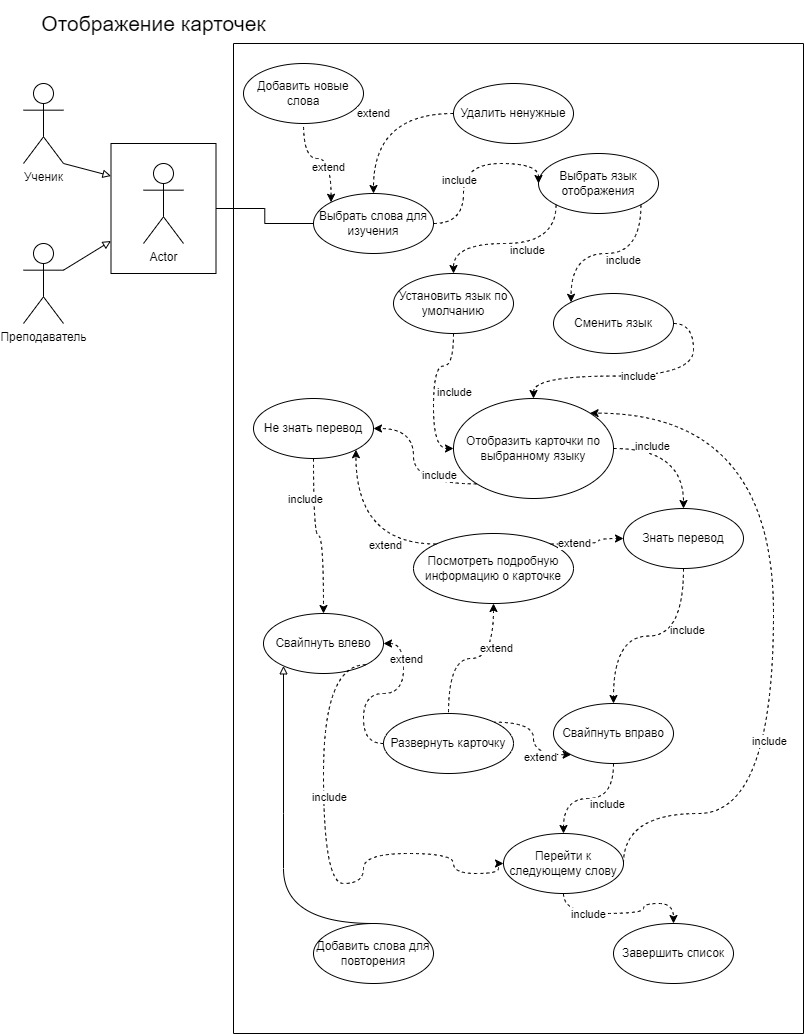 Отображение карточек
Добавить новые
слова
extend
Удалить ненужные
Ученик
extend
include
Выбрать язык
отображения
Выбрать слова для
изучения
Actor
include
include
Преподаватель
Установить язык по
умолчанию
Сменить язык
include
include
Не знать перевод
Отобразить карточки по
выбранному языку
include
include
include
extend
extend
Знать перевод
Посмотреть подробную
информацию о карточке
include
Свайпнуть влево
extend
extend
Развернуть карточку
Свайпнуть вправо
extend
include
include
include
Перейти к
следующему слову
include
Добавить слова для
повторения
Завершить список